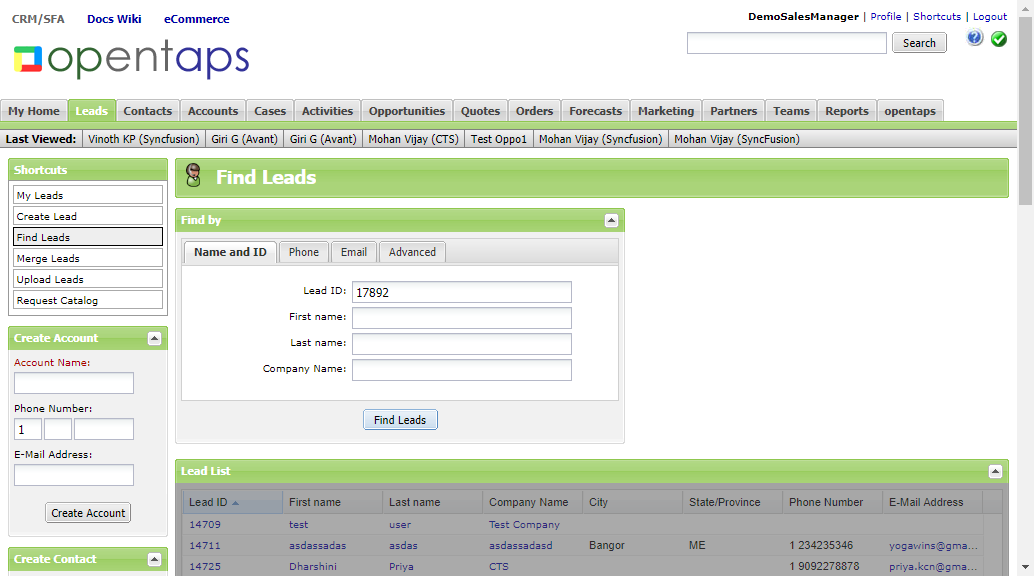 CRM/SFA Docs Wiki eCommerce
DemoSalesManager | Profile | Shortcuts | Logout
opentaps
Search
My Home Leads Contacts Accounts Cases Activities Opportunities Quotes Orders Forecasts Marketing Partners Teams Reports opentaps
Last Viewed: Vinoth KP (Syncfusion) Giri G (Avant) Giri G (Avant) Mohan Vijay (CTS) Test Oppo1 Mohan Vijay (Syncfusion) Mohan Vijay (SyncFusion)
Shortcuts
My Leads
Create Lead
Find Leads
Merge Leads
Upload Leads
Request Catalog
Create Account
Account Name:
Phone Number:
1
E-Mail Address:
Create Account
Create Contact
Find Leads
Find by
Name and ID Phone Email Advanced
Lead ID: 17892
First name:
Last name:
Company Name:
Find Leads
Lead List
Lead ID First name Last name Company Name City State/Province Phone Number E-Mail Address
14709 test user Test Company
14711 asdassadas asdas asdassadasd Bangor ME 1 234235346 yogawins@gma...
14725 Dharshini Priya CTS 1 9092278878 priya.kcn@gma...